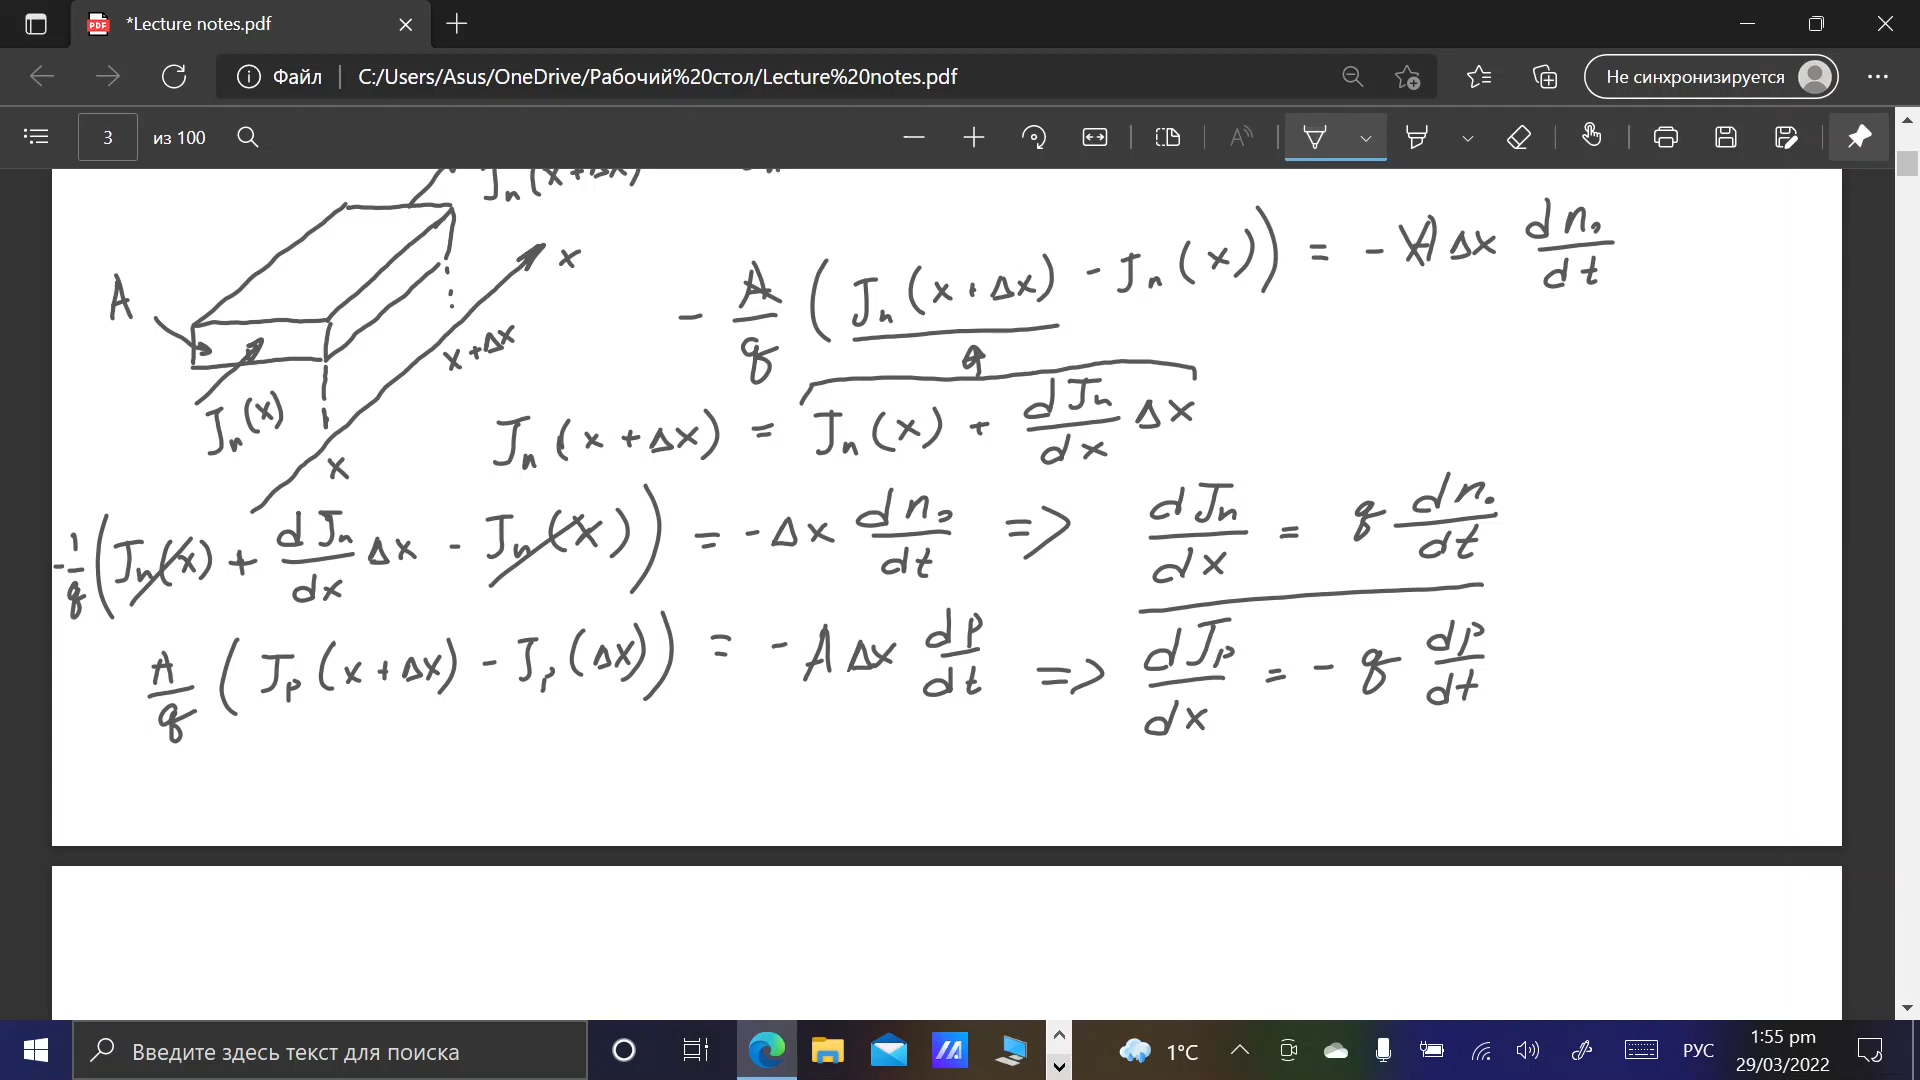 *Lecture notes.pdf
Файл | C:/Users/Asus/OneDrive/Рабочий%20стол/Lecture%20notes.pdf
Не синхронизируется
3 из 100
J_n(x+Δx)
A
J_n(x)
x
x+Δx
x
- A/q (J_n(x+Δx) - J_n(x)) = - A Δx dn/dt
J_n(x+Δx) = J_n(x) + dJ_n/dx Δx
-1/q (J_n(x) + dJ_n/dx Δx - J_n(x)) = -Δx dn/dt => dJ_n/dx = q dn/dt
A/q (J_p(x+Δx) - J_p(Δx)) = - A Δx dp/dt => dJ_p/dx = - q dp/dt
Введите здесь текст для поиска
1°C
РУС
1:55 pm
29/03/2022